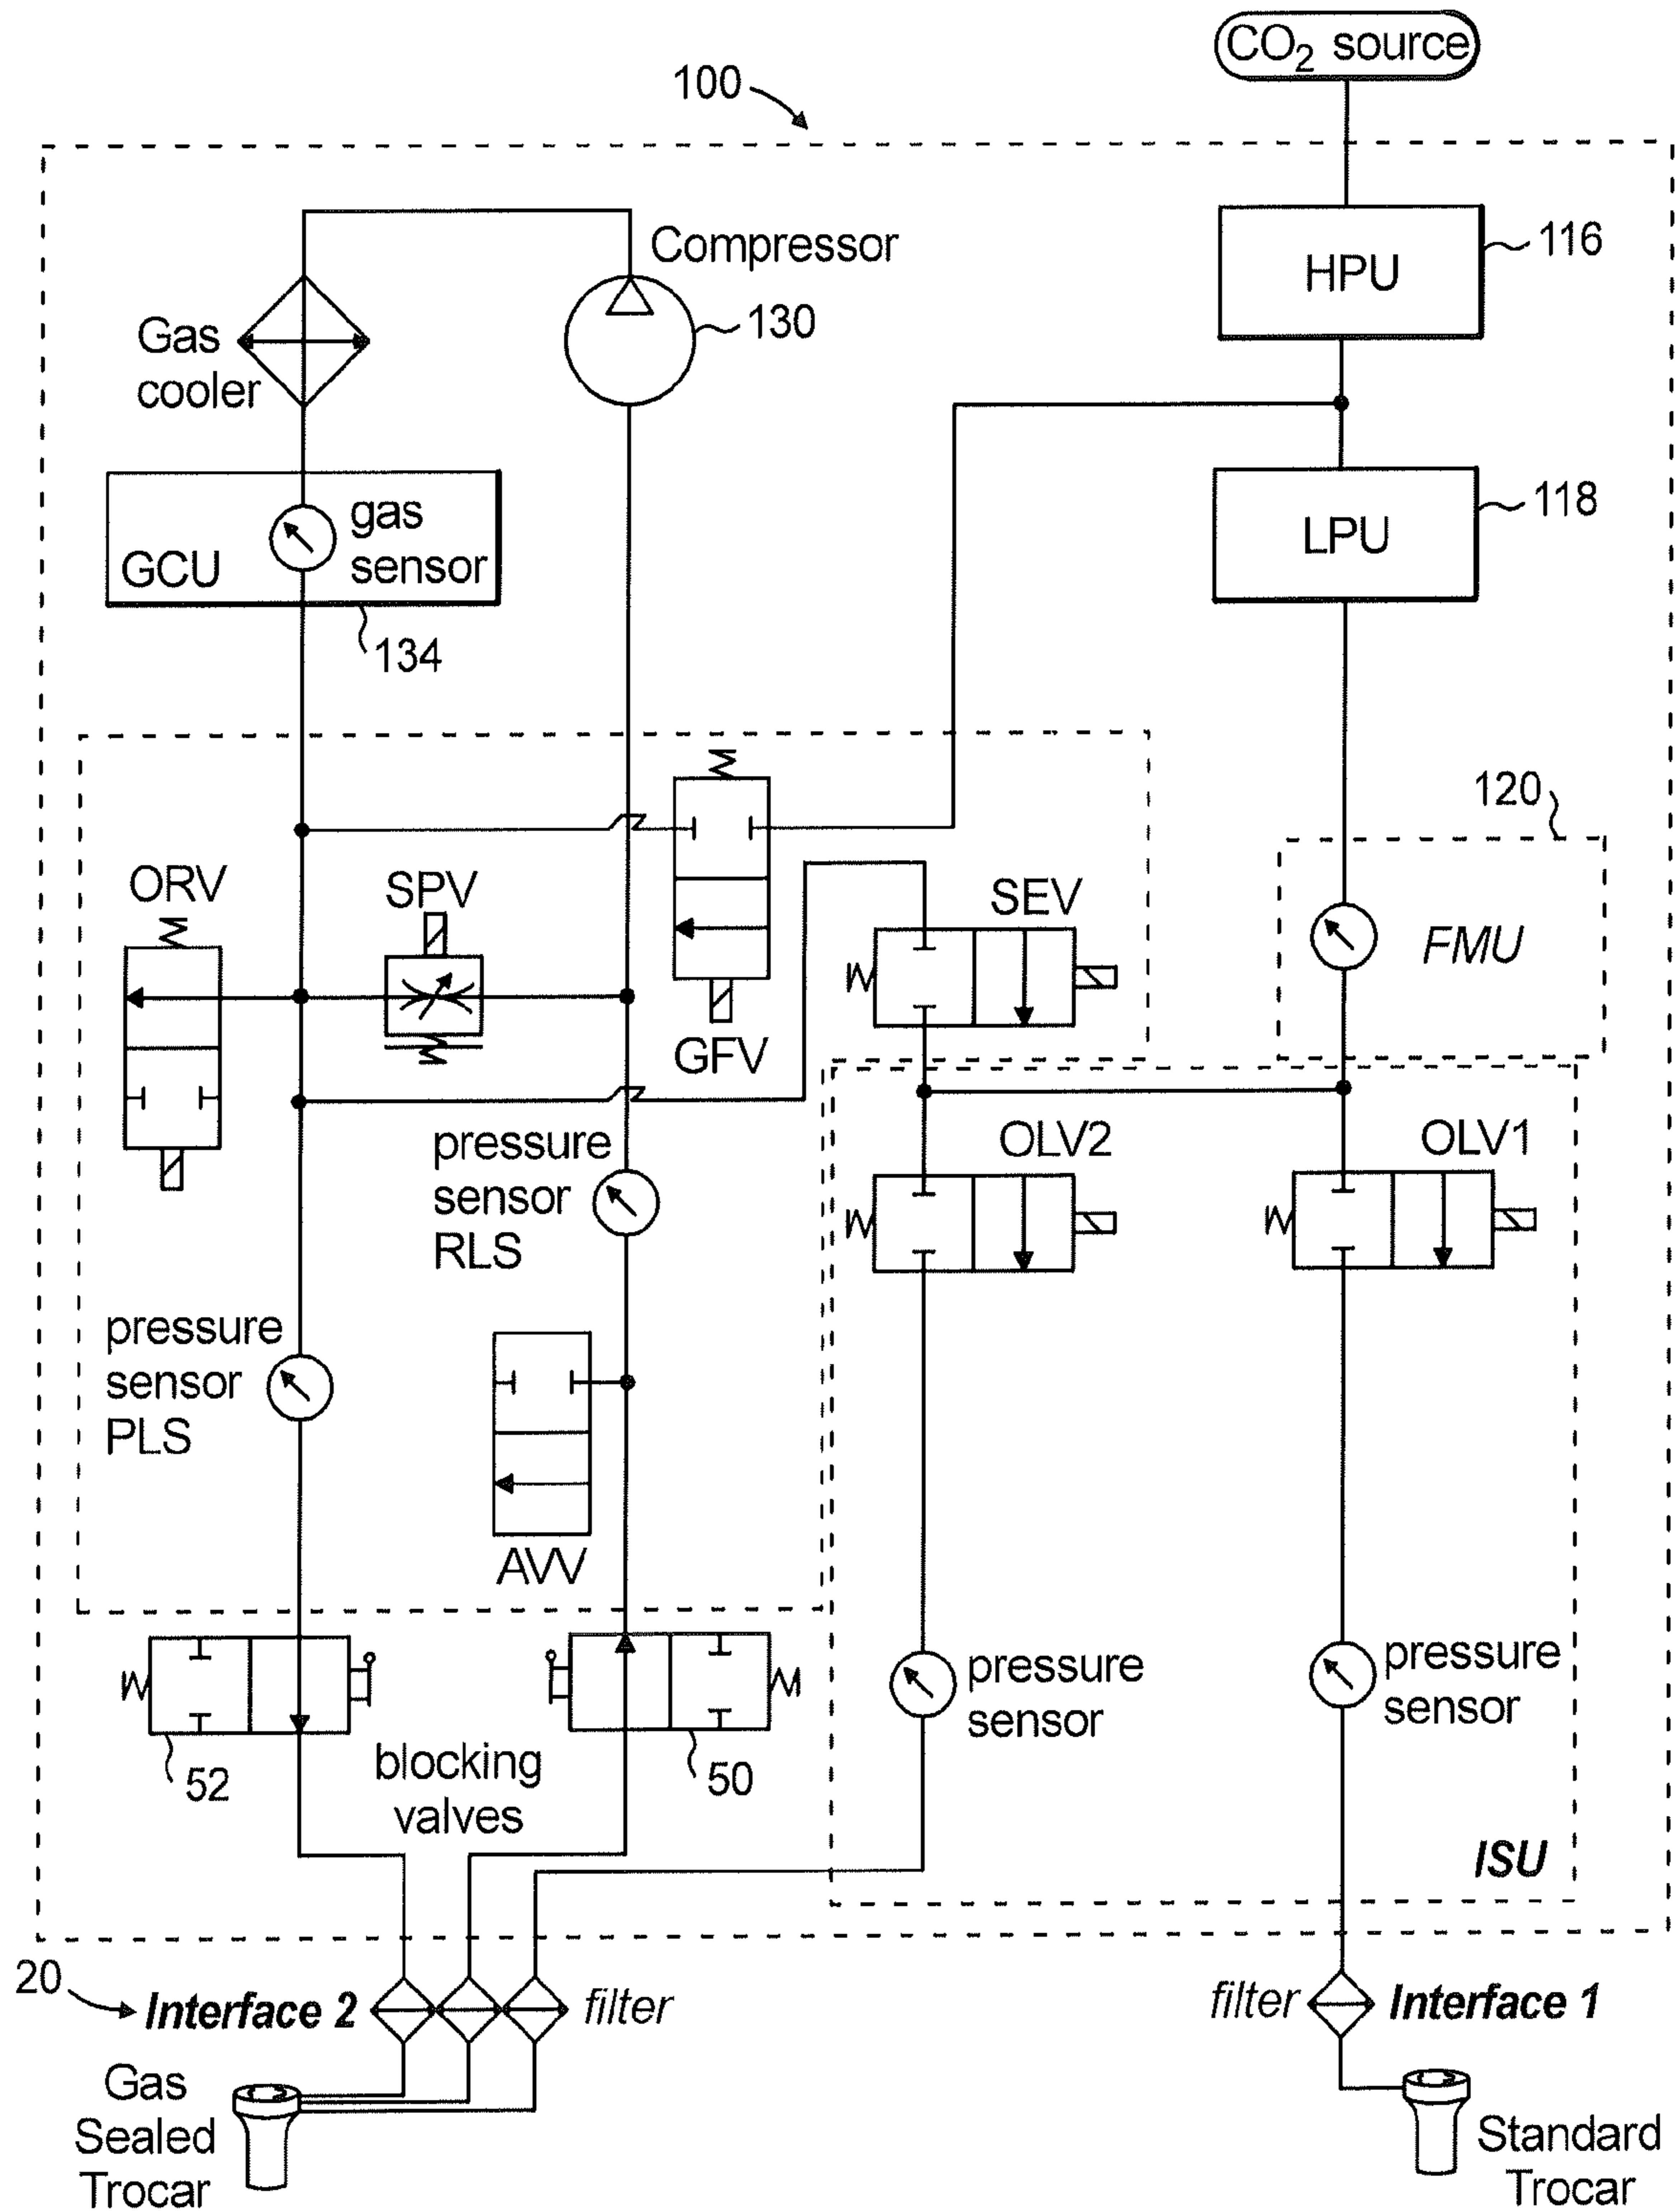 CO2 source
100
HPU
116
Compressor
130
Gas
cooler
LPU
118
GCU
gas
sensor
134
120
ORV
SPV
GFV
SEV
FMU
OLV2
OLV1
pressure
sensor
RLS
pressure
sensor
PLS
AVV
52
blocking
valves
50
pressure
sensor
pressure
sensor
ISU
20
Interface 2
filter
filter
Interface 1
Gas
Sealed
Trocar
Standard
Trocar